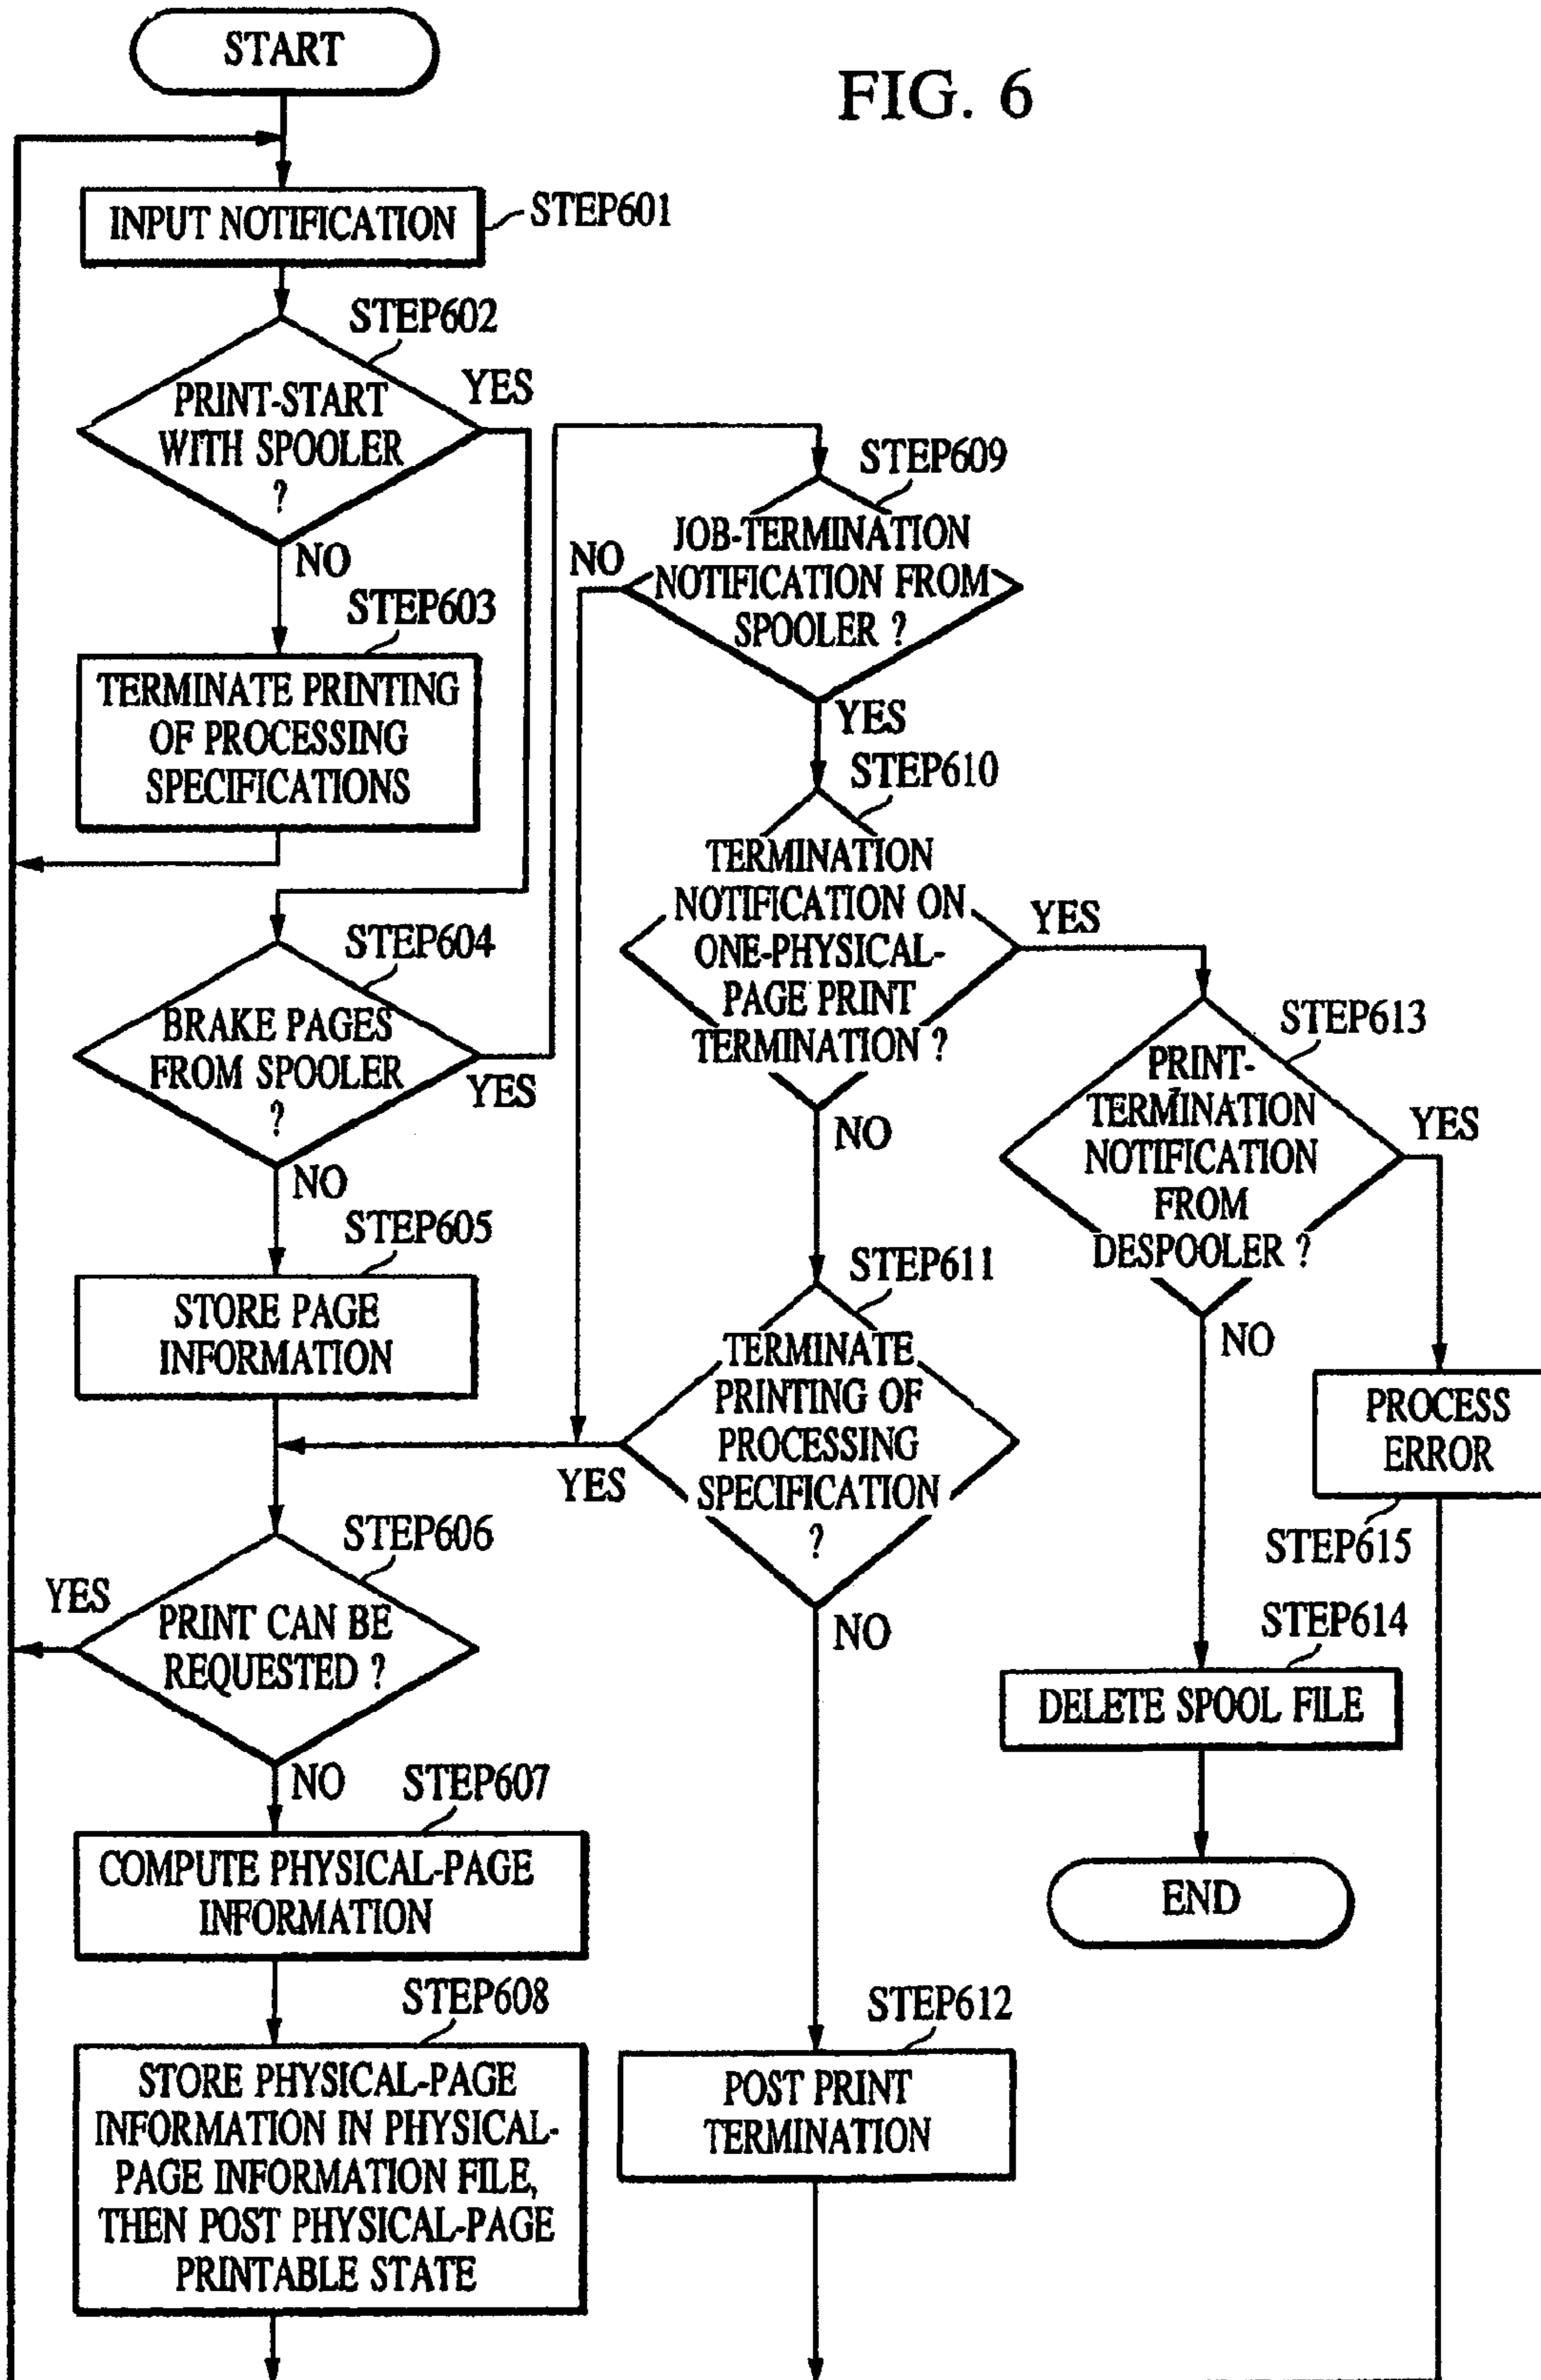 FIG. 6
START
INPUT NOTIFICATION
STEP601
STEP602
PRINT-START
WITH SPOOLER
?
YES
NO
STEP603
TERMINATE PRINTING
OF PROCESSING
SPECIFICATIONS
STEP604
BRAKE PAGES
FROM SPOOLER
?
YES
NO
STEP605
STORE PAGE
INFORMATION
STEP606
YES
PRINT CAN BE
REQUESTED ?
NO
STEP607
COMPUTE PHYSICAL-PAGE
INFORMATION
STEP608
STORE PHYSICAL-PAGE
INFORMATION IN PHYSICAL-
PAGE INFORMATION FILE,
THEN POST PHYSICAL-PAGE
PRINTABLE STATE
STEP609
JOB-TERMINATION
NOTIFICATION FROM
SPOOLER ?
NO
YES
STEP610
TERMINATION
NOTIFICATION ON
ONE-PHYSICAL-
PAGE PRINT
TERMINATION ?
YES
NO
STEP611
TERMINATE
PRINTING OF
PROCESSING
SPECIFICATION
?
YES
NO
STEP612
POST PRINT
TERMINATION
STEP613
PRINT-
TERMINATION
NOTIFICATION
FROM
DESPOOLER ?
YES
NO
PROCESS
ERROR
STEP615
STEP614
DELETE SPOOL FILE
END